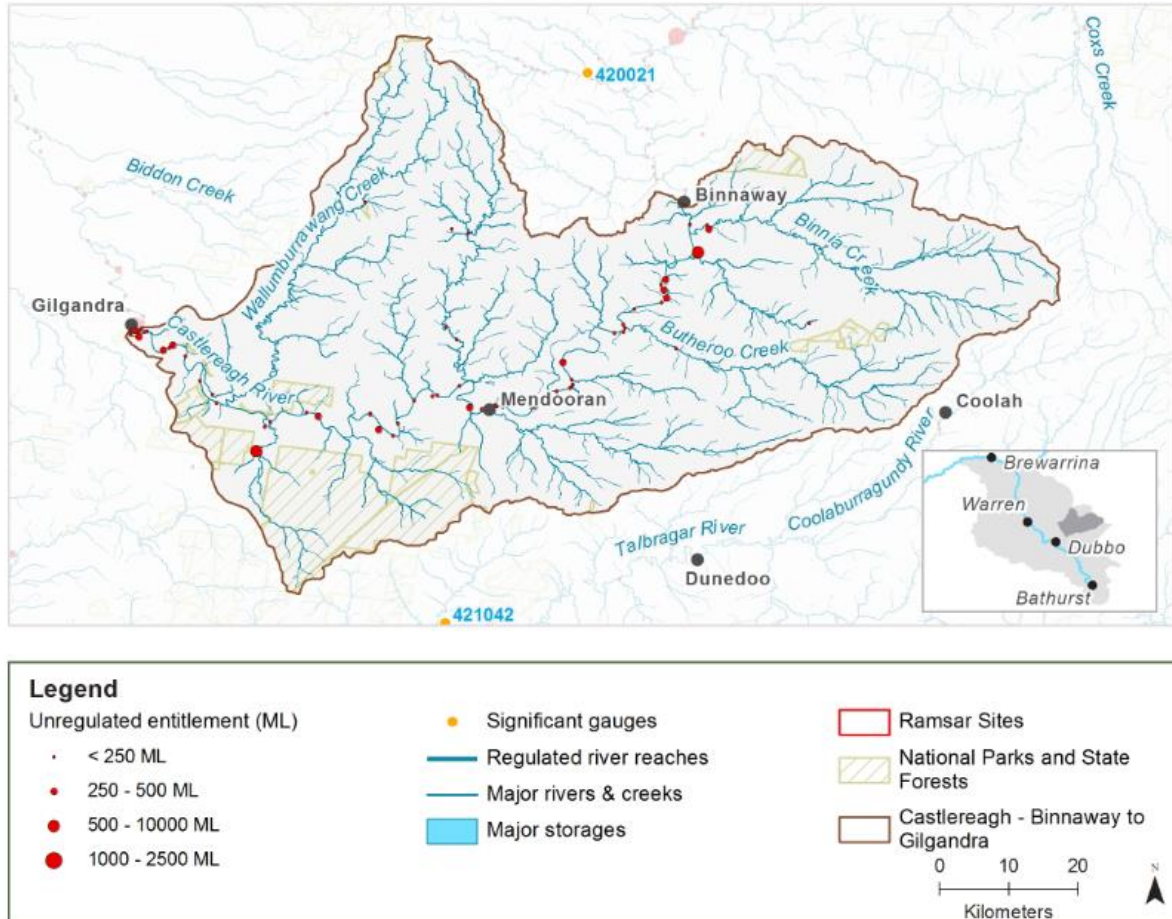 420021
Coxs Creek
Biddon Creek
Binnaway
Wallumburrawang Creek
Binnia Creek
Gilgandra
Castlereagh River
Butheroo Creek
Mendooran
Coolah
Coolaburragundy River
Talbragar River
Dunedoo
421042
Brewarrina
Warren
Dubbo
Bathurst
Legend
Unregulated entitlement (ML)
< 250 ML
250 - 500 ML
500 - 10000 ML
1000 - 2500 ML
Significant gauges
Regulated river reaches
Major rivers & creeks
Major storages
Ramsar Sites
National Parks and State
Forests
Castlereagh - Binnaway to
Gilgandra
0 10 20
Kilometers
N